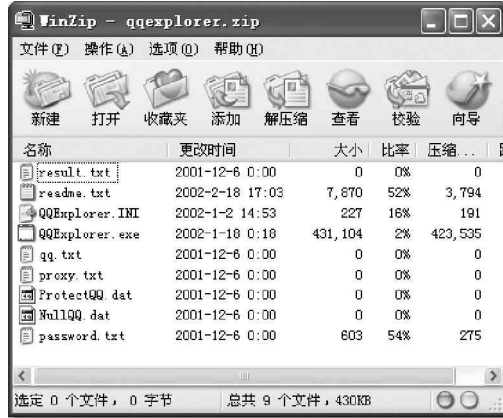 WinZip - qqexplorer.zip
文件(F) 操作(A) 选项(O) 帮助(H)
新建 打开 收藏夹 添加 解压缩 查看 校验 向导
名称 更改时间 大小 比率 压缩...
result.txt 2001-12-6 0:00 0 0% 0
readme.txt 2002-2-18 17:03 7,870 52% 3,794
QQExplorer.INI 2002-1-2 14:53 227 16% 191
QQExplorer.exe 2002-1-18 0:18 431,104 2% 423,535
qq.txt 2001-12-6 0:00 0 0% 0
proxy.txt 2001-12-6 0:00 0 0% 0
ProtectQQ.dat 2001-12-6 0:00 0 0% 0
NullQQ.dat 2001-12-6 0:00 0 0% 0
password.txt 2001-12-6 0:00 603 54% 275
选定 0 个文件, 0 字节 总共 9 个文件, 430KB